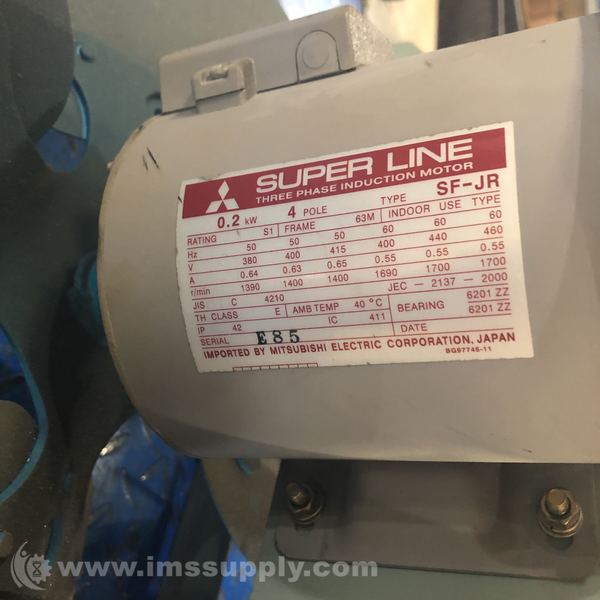 SUPER LINE
THREE PHASE INDUCTION MOTOR
0.2 kW 4 POLE TYPE SF-JR
RATING S1 FRAME 63M INDOOR USE TYPE
Hz 50 50 50 60 60 60
V 380 400 415 400 440 460
A 0.64 0.63 0.65 0.55 0.55 0.55
r/min 1390 1400 1400 1690 1700 1700
JIS C 4210 JEC - 2137 - 2000
TH CLASS E AMB TEMP 40 °C BEARING 6201 ZZ
IP 42 IC 411 6201 ZZ
SERIAL E85 DATE
IMPORTED BY MITSUBISHI ELECTRIC CORPORATION, JAPAN
BG97745-11
www.imssupply.com